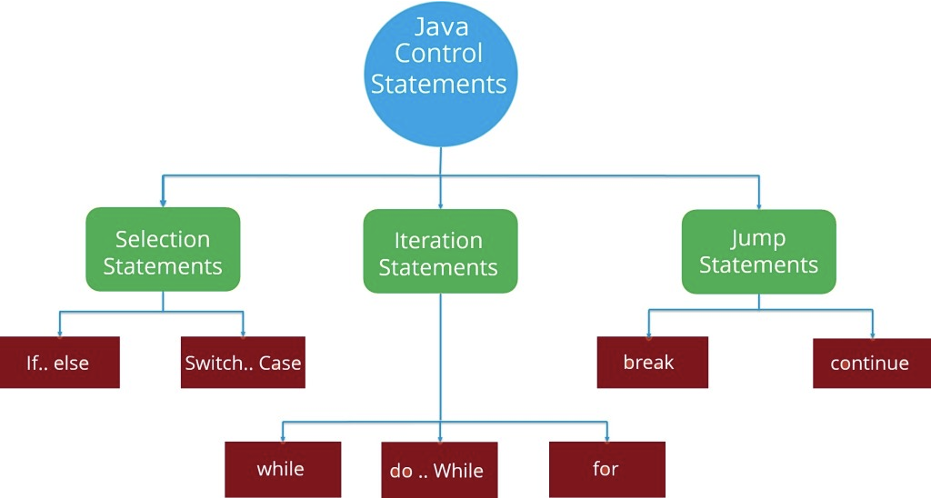 Java
Control
Statements
Selection
Statements
Iteration
Statements
Jump
Statements
If.. else
Switch.. Case
break
continue
while
do .. While
for